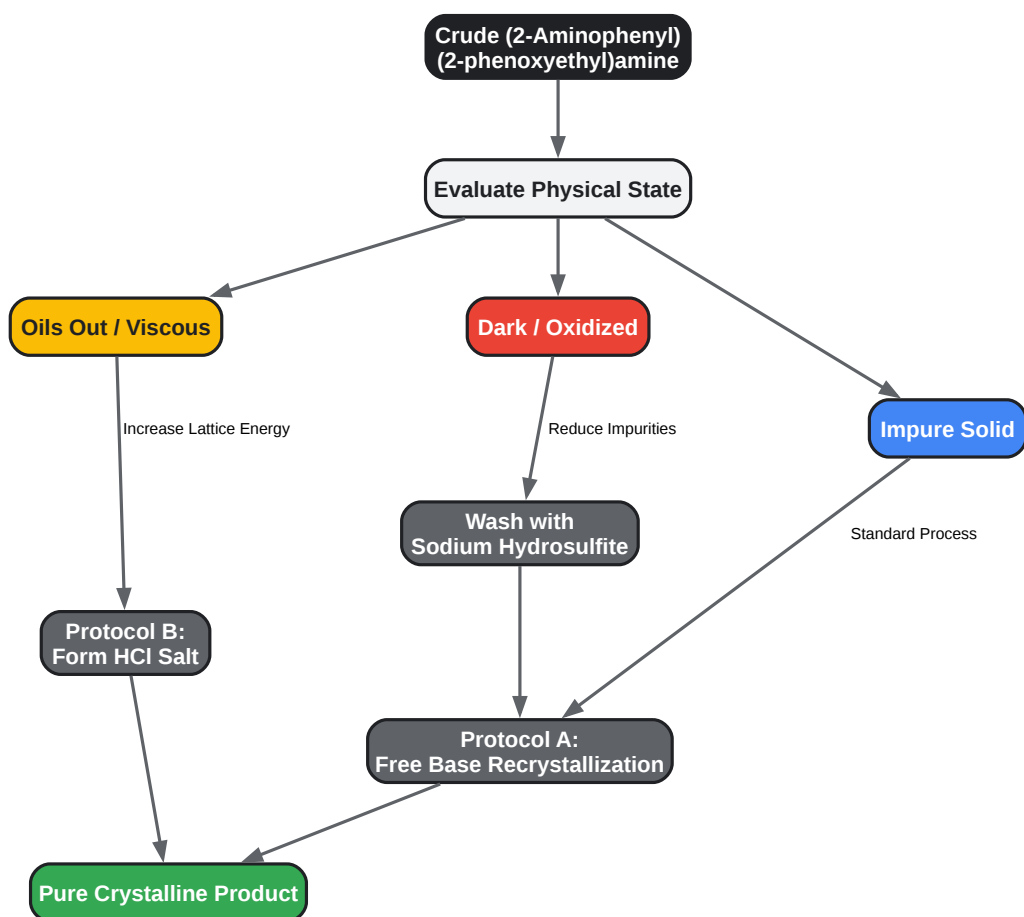 Crude (2-Aminophenyl)
(2-phenoxyethyl)amine
Evaluate Physical State
Oils Out / Viscous
Dark / Oxidized
Impure Solid
Increase Lattice Energy
Reduce Impurities
Standard Process
Wash with
Sodium Hydrosulfite
Protocol B:
Form HCl Salt
Protocol A:
Free Base Recrystallization
Pure Crystalline Product